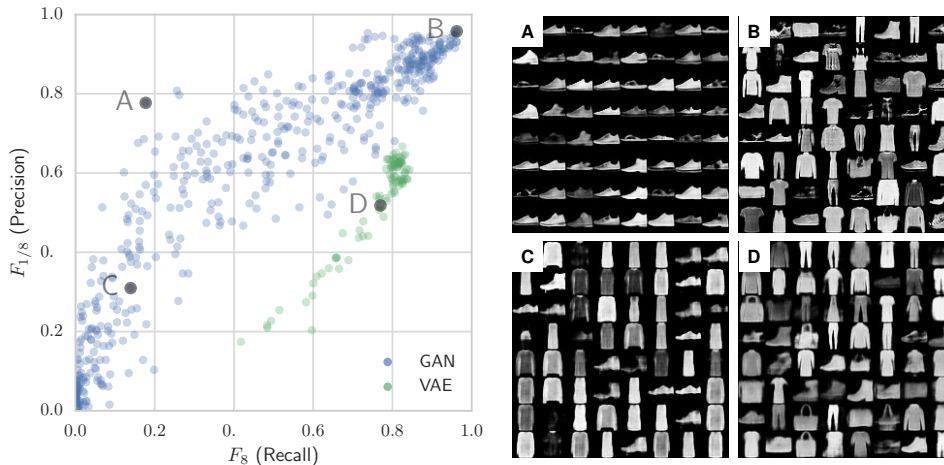 1.0
0.8
0.6
0.
0.2
0.0
F1/8 (Precision)
A
B
C
D
GAN
VAE
0.0
0.2
0.
0.6
0.8
1.0
F8 (Recall)
A
B
C
D